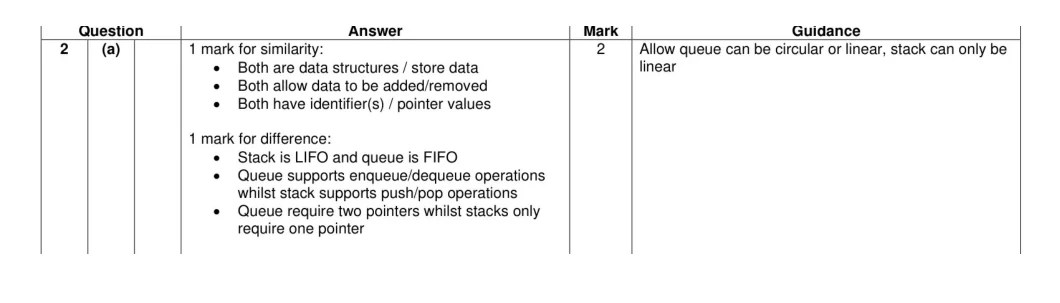 Question Answer Mark Guidance
2 (a) 1 mark for similarity: 2 Allow queue can be circular or linear, stack can only be
• Both are data structures / store data linear
• Both allow data to be added/removed
• Both have identifier(s) / pointer values
1 mark for difference:
• Stack is LIFO and queue is FIFO
• Queue supports enqueue/dequeue operations
whilst stack supports push/pop operations
• Queue require two pointers whilst stacks only
require one pointer